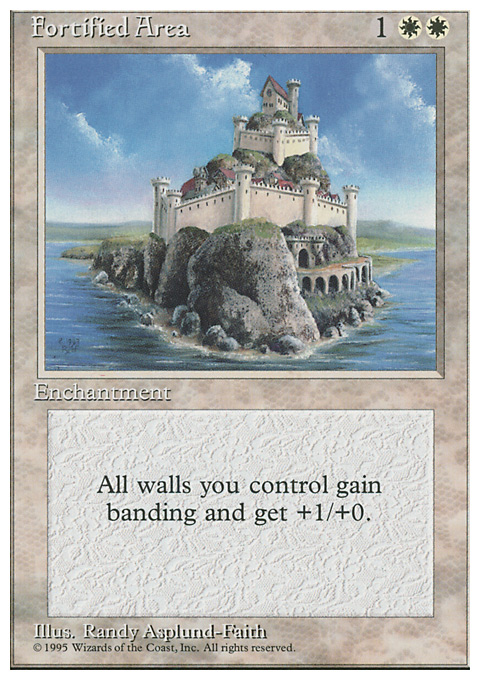 Fortified Area 1
Enchantment
All walls you control gain
banding and get +1/+0.
Illus. Randy Asplund-Faith
© 1995 Wizards of the Coast, Inc. All rights reserved.